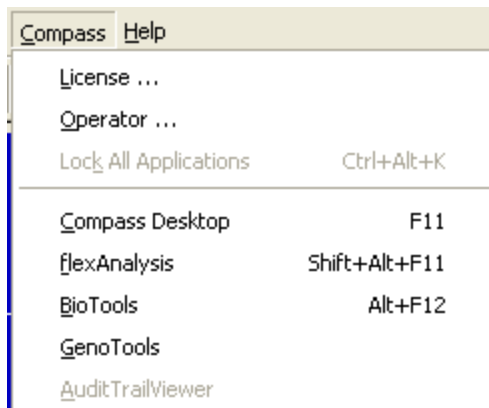 Compass Help
License ...
Operator ...
Lock All Applications Ctrl+Alt+K
Compass Desktop F11
flexAnalysis Shift+Alt+F11
BioTools Alt+F12
GenoTools
AuditTrailViewer